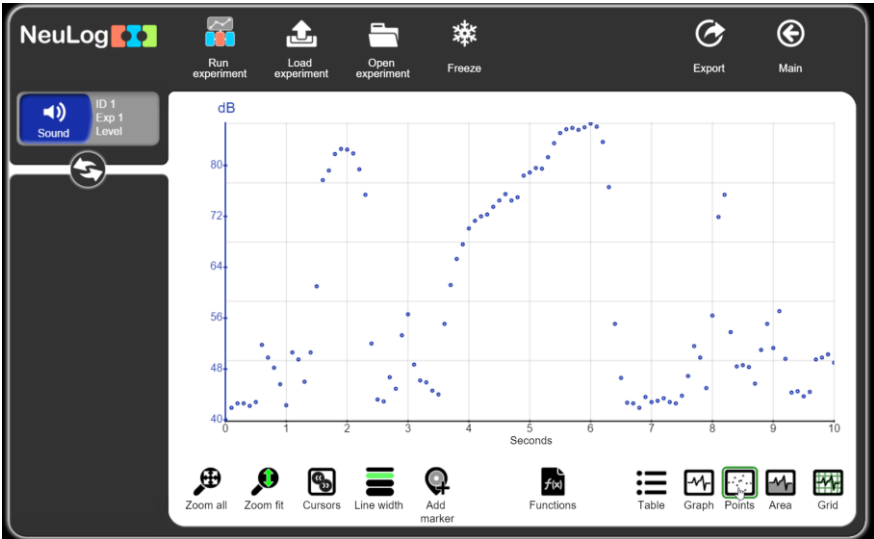 NeuLog
Run
experiment
Load
experiment
Open
experiment
Freeze
Export
Main
Sound
ID 1
Exp 1
Level
dB
80
72
64
56
48
40
0 1 2 3 4 5 6 7 8 9 10
Seconds
Zoom all
Zoom fit
Cursors
Line width
Add
marker
f(x)
Functions
Table
Graph
Points
Area
Grid